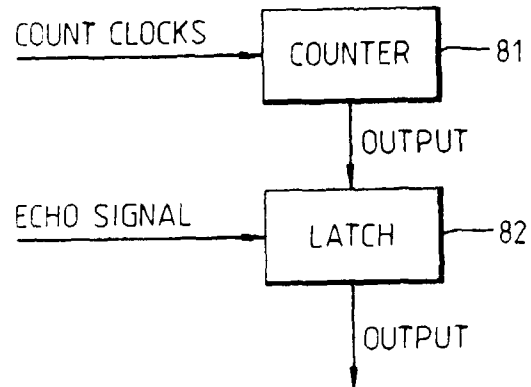 COUNT CLOCKS
COUNTER
81
OUTPUT
ECHO SIGNAL
LATCH
82
OUTPUT